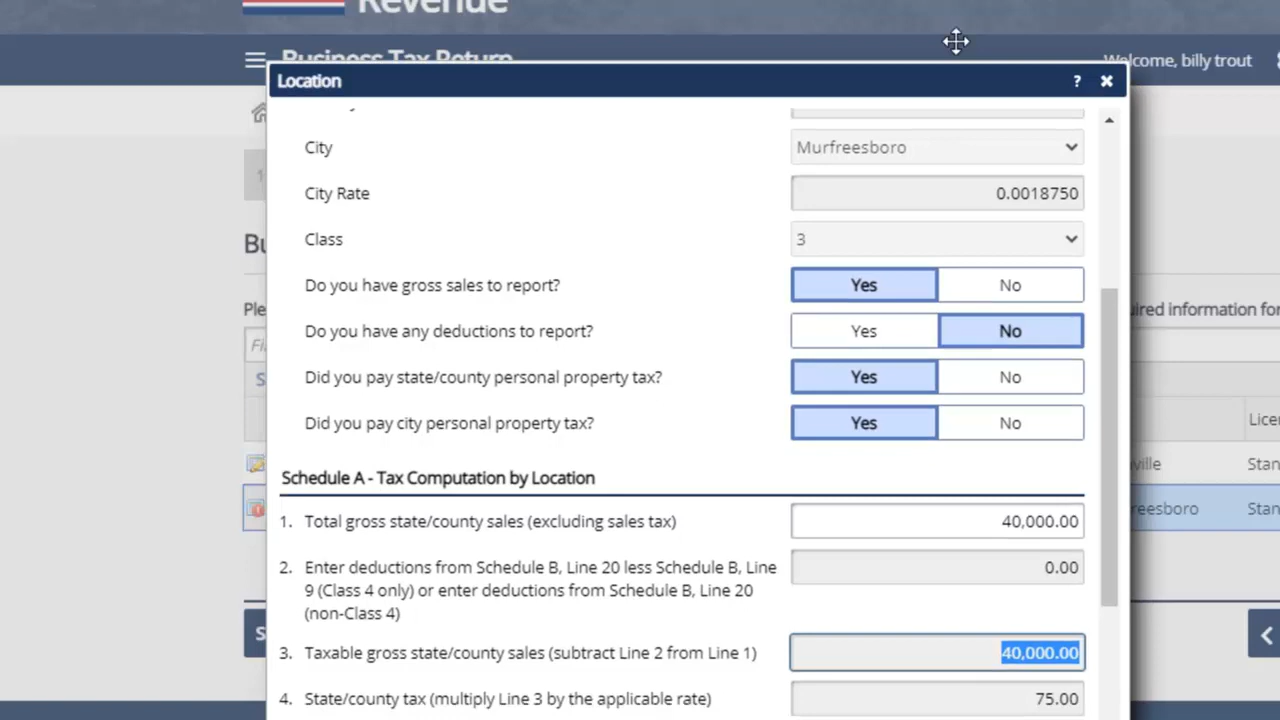 Revenue
Business Tax Return
Welcome, billy trout
Location
?
City
Murfreesboro
City Rate
0.0018750
Class
3
Do you have gross sales to report?
Yes
No
Do you have any deductions to report?
Yes
No
Did you pay state/county personal property tax?
Yes
No
Did you pay city personal property tax?
Yes
No
Schedule A - Tax Computation by Location
1. Total gross state/county sales (excluding sales tax)
40,000.00
2. Enter deductions from Schedule B, Line 20 less Schedule B, Line
9 (Class 4 only) or enter deductions from Schedule B, Line 20
(non-Class 4)
0.00
3. Taxable gross state/county sales (subtract Line 2 from Line 1)
40,000.00
4. State/county tax (multiply Line 3 by the applicable rate)
75.00
1
Bu
Ple
Fi
S
S
ired information for
Licen
ville
Stan
reesboro
Stan